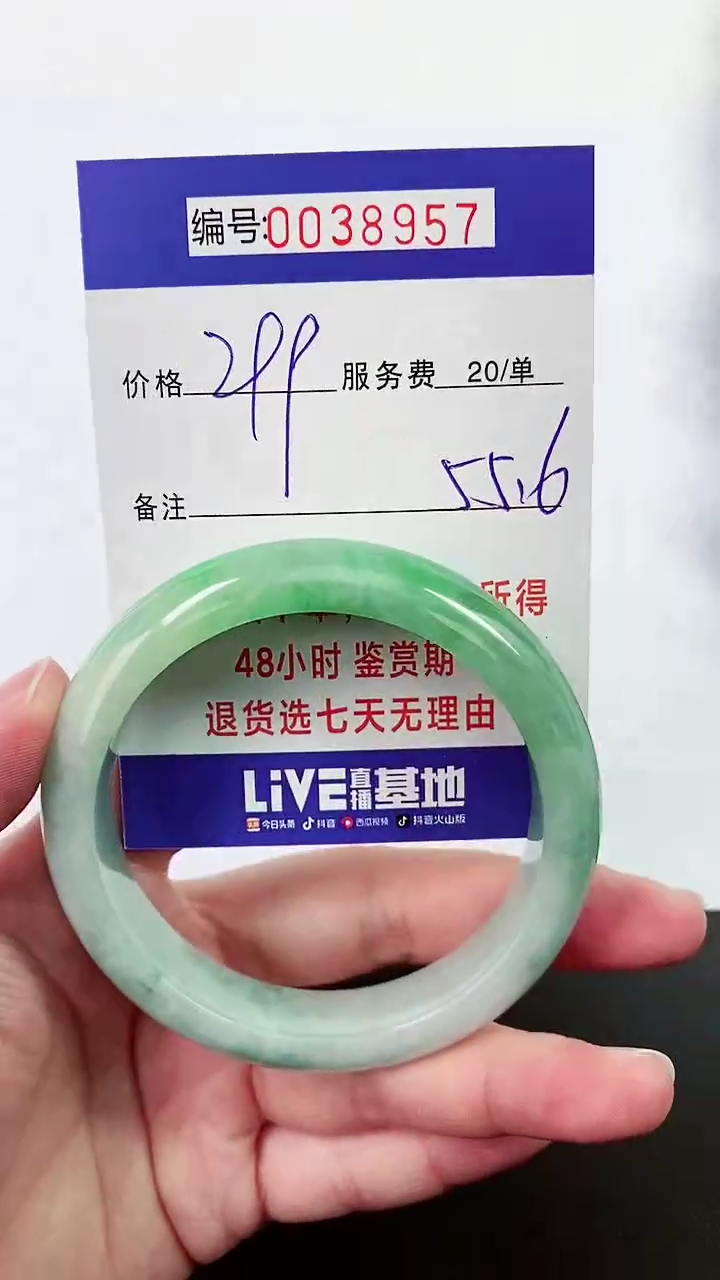 编号:0038957
价格 299 服务费 20/单
备注 55.6
所得
48小时 鉴赏期
退货选七天无理由
LiVE直播基地
今日头条 抖音 西瓜视频 抖音火山版